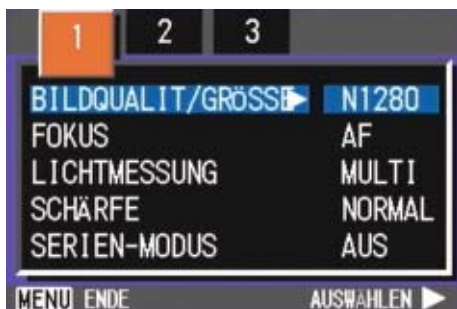 1 2 3
BILDQUALIT/GRÖSSE N1280
FOKUS AF
LICHTMESSUNG MULTI
SCHÄRFE NORMAL
SERIEN-MODUS AUS
MENU ENDE AUSWÄHLEN